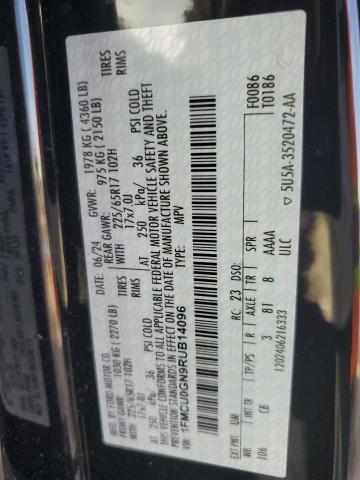 MFD. BY FORD MOTOR CO.
DATE: 06/24 GVWR: 1978 KG ( 4360 LB)
FRONT GAWR: 1030 KG (2270 LB) REAR GAWR: 975 KG ( 2150 LB)
225/65R17 102H TIRES WITH 225/65R17 102H TIRES
17x7.0J RIMS 17x7.0J RIMS
AT 250 kPa/ 36 PSI COLD AT 250 kPa/ 36 PSI COLD
THIS VEHICLE CONFORMS TO ALL APPLICABLE FEDERAL MOTOR VEHICLE SAFETY AND THEFT
PREVENTION STANDARDS IN EFFECT ON THE DATE OF MANUFACTURE SHOWN ABOVE.
VIN: 1FMCU0GN9RUB14096 TYPE: MPV
F0086
T0186
EXT PNT: UM RC: 23 DSO:
WB TP/PS R AXLE TR SPR
106 CB 3 81 8 AAAA
ULC
1202406216333
5U5A-3520472-AA